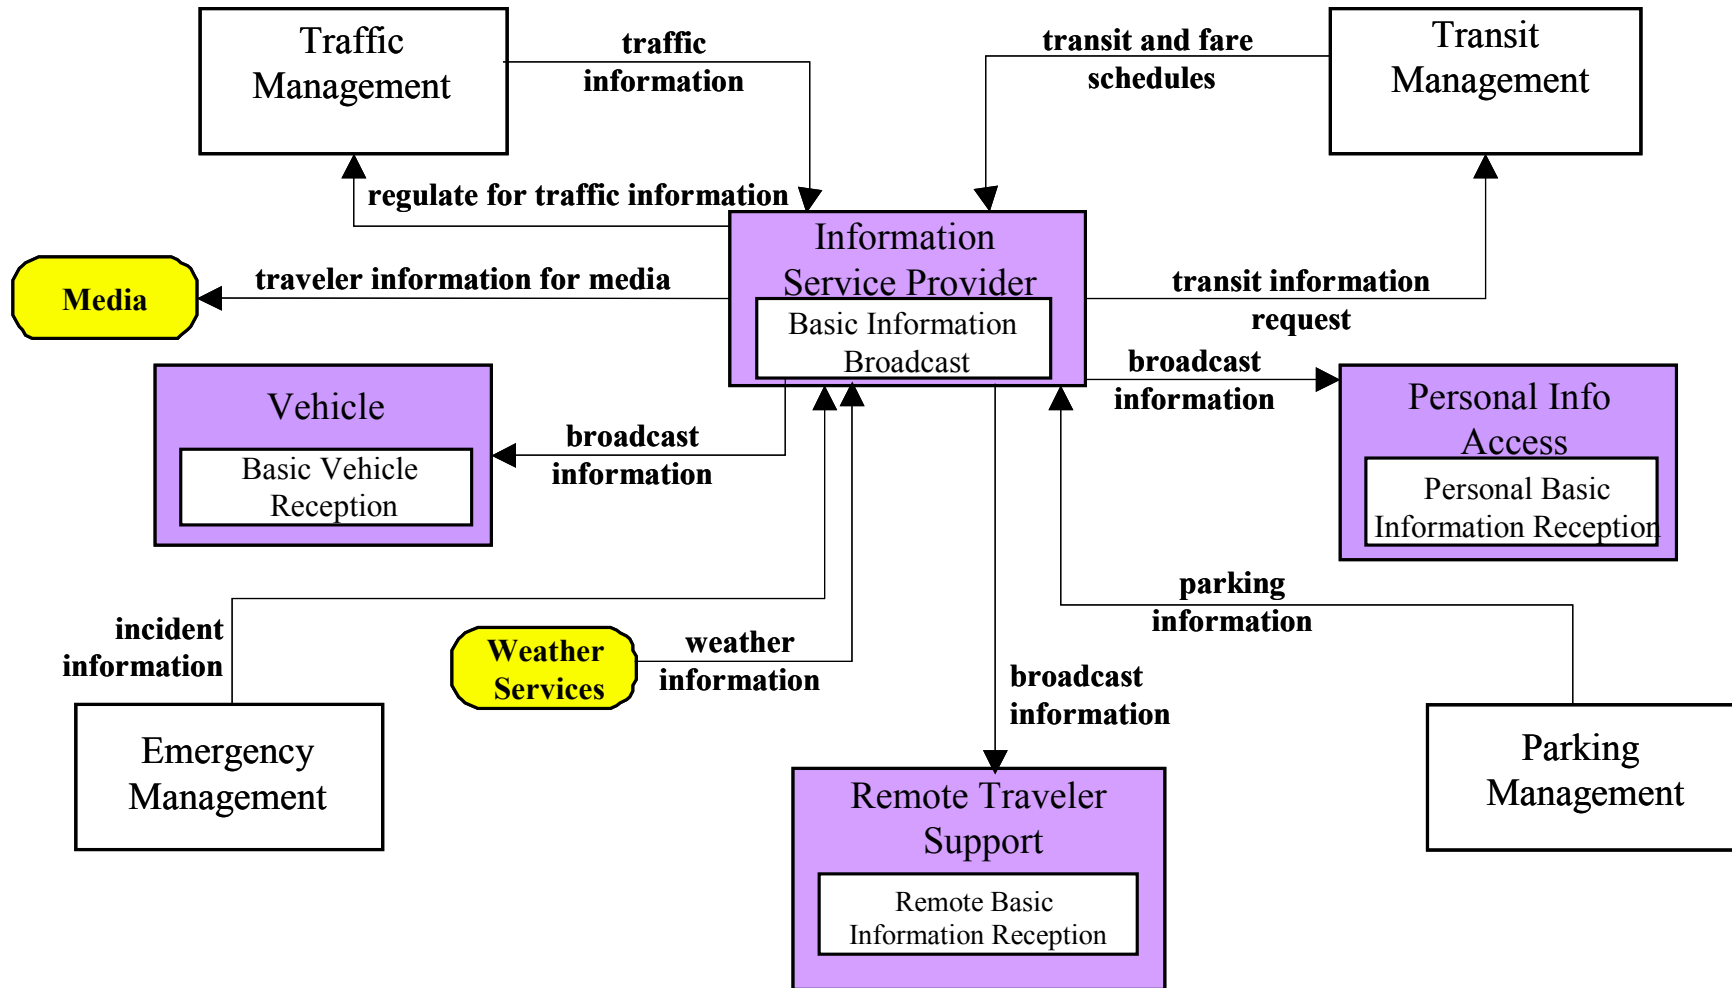 Traffic
Management
traffic
information
transit and fare
schedules
Transit
Management
regulate for traffic information
Information
Service Provider
Basic Information
Broadcast
traveler information for media
Media
transit information
request
broadcast
information
Vehicle
Basic Vehicle
Reception
broadcast
information
Personal Info
Access
Personal Basic
Information Reception
parking
information
incident
information
Weather
Services
weather
information
broadcast
information
Emergency
Management
Parking
Management
Remote Traveler
Support
Remote Basic
Information Reception